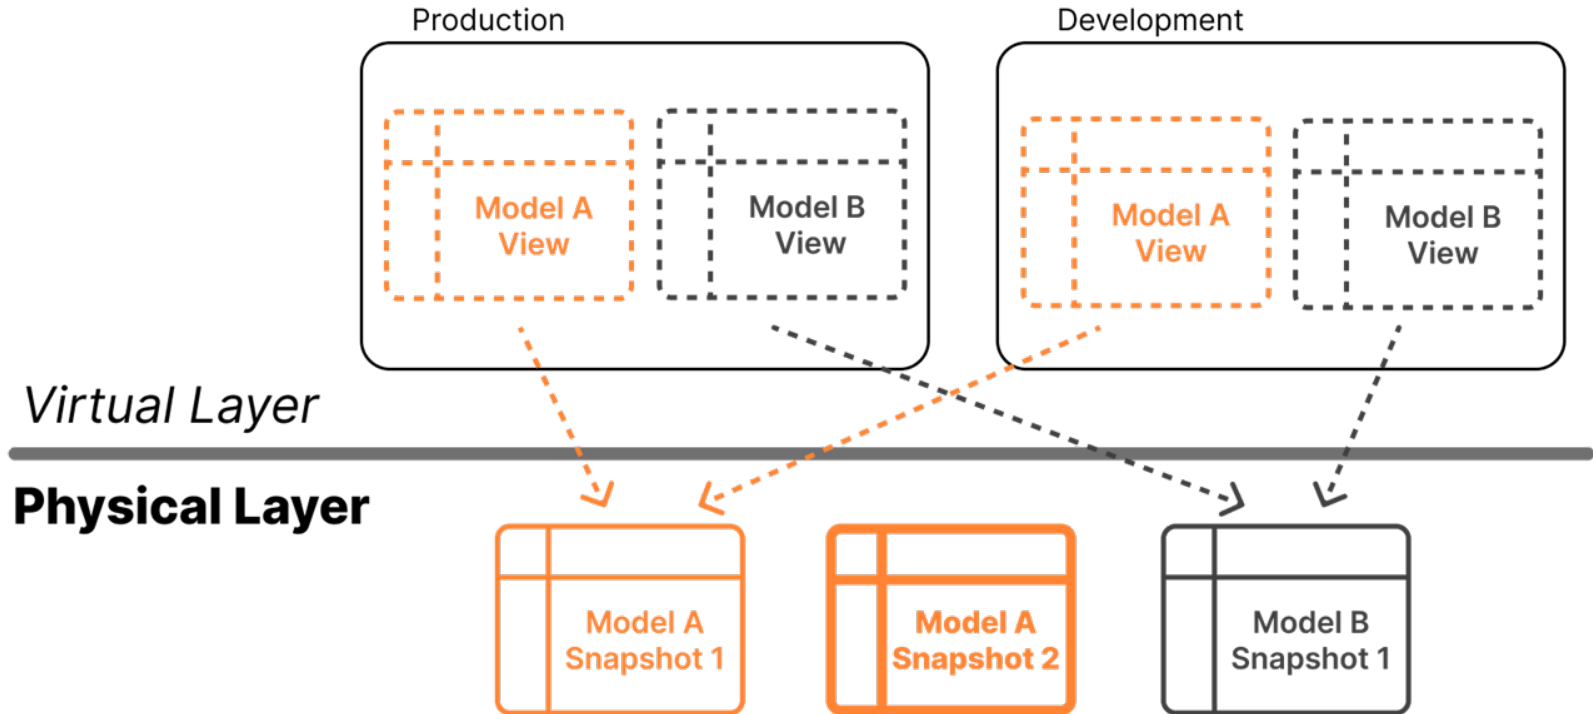 Production
Development
Model A
View
Model B
View
Model A
View
Model B
View
Virtual Layer
Physical Layer
Model A
Snapshot 1
Model A
Snapshot 2
Model B
Snapshot 1